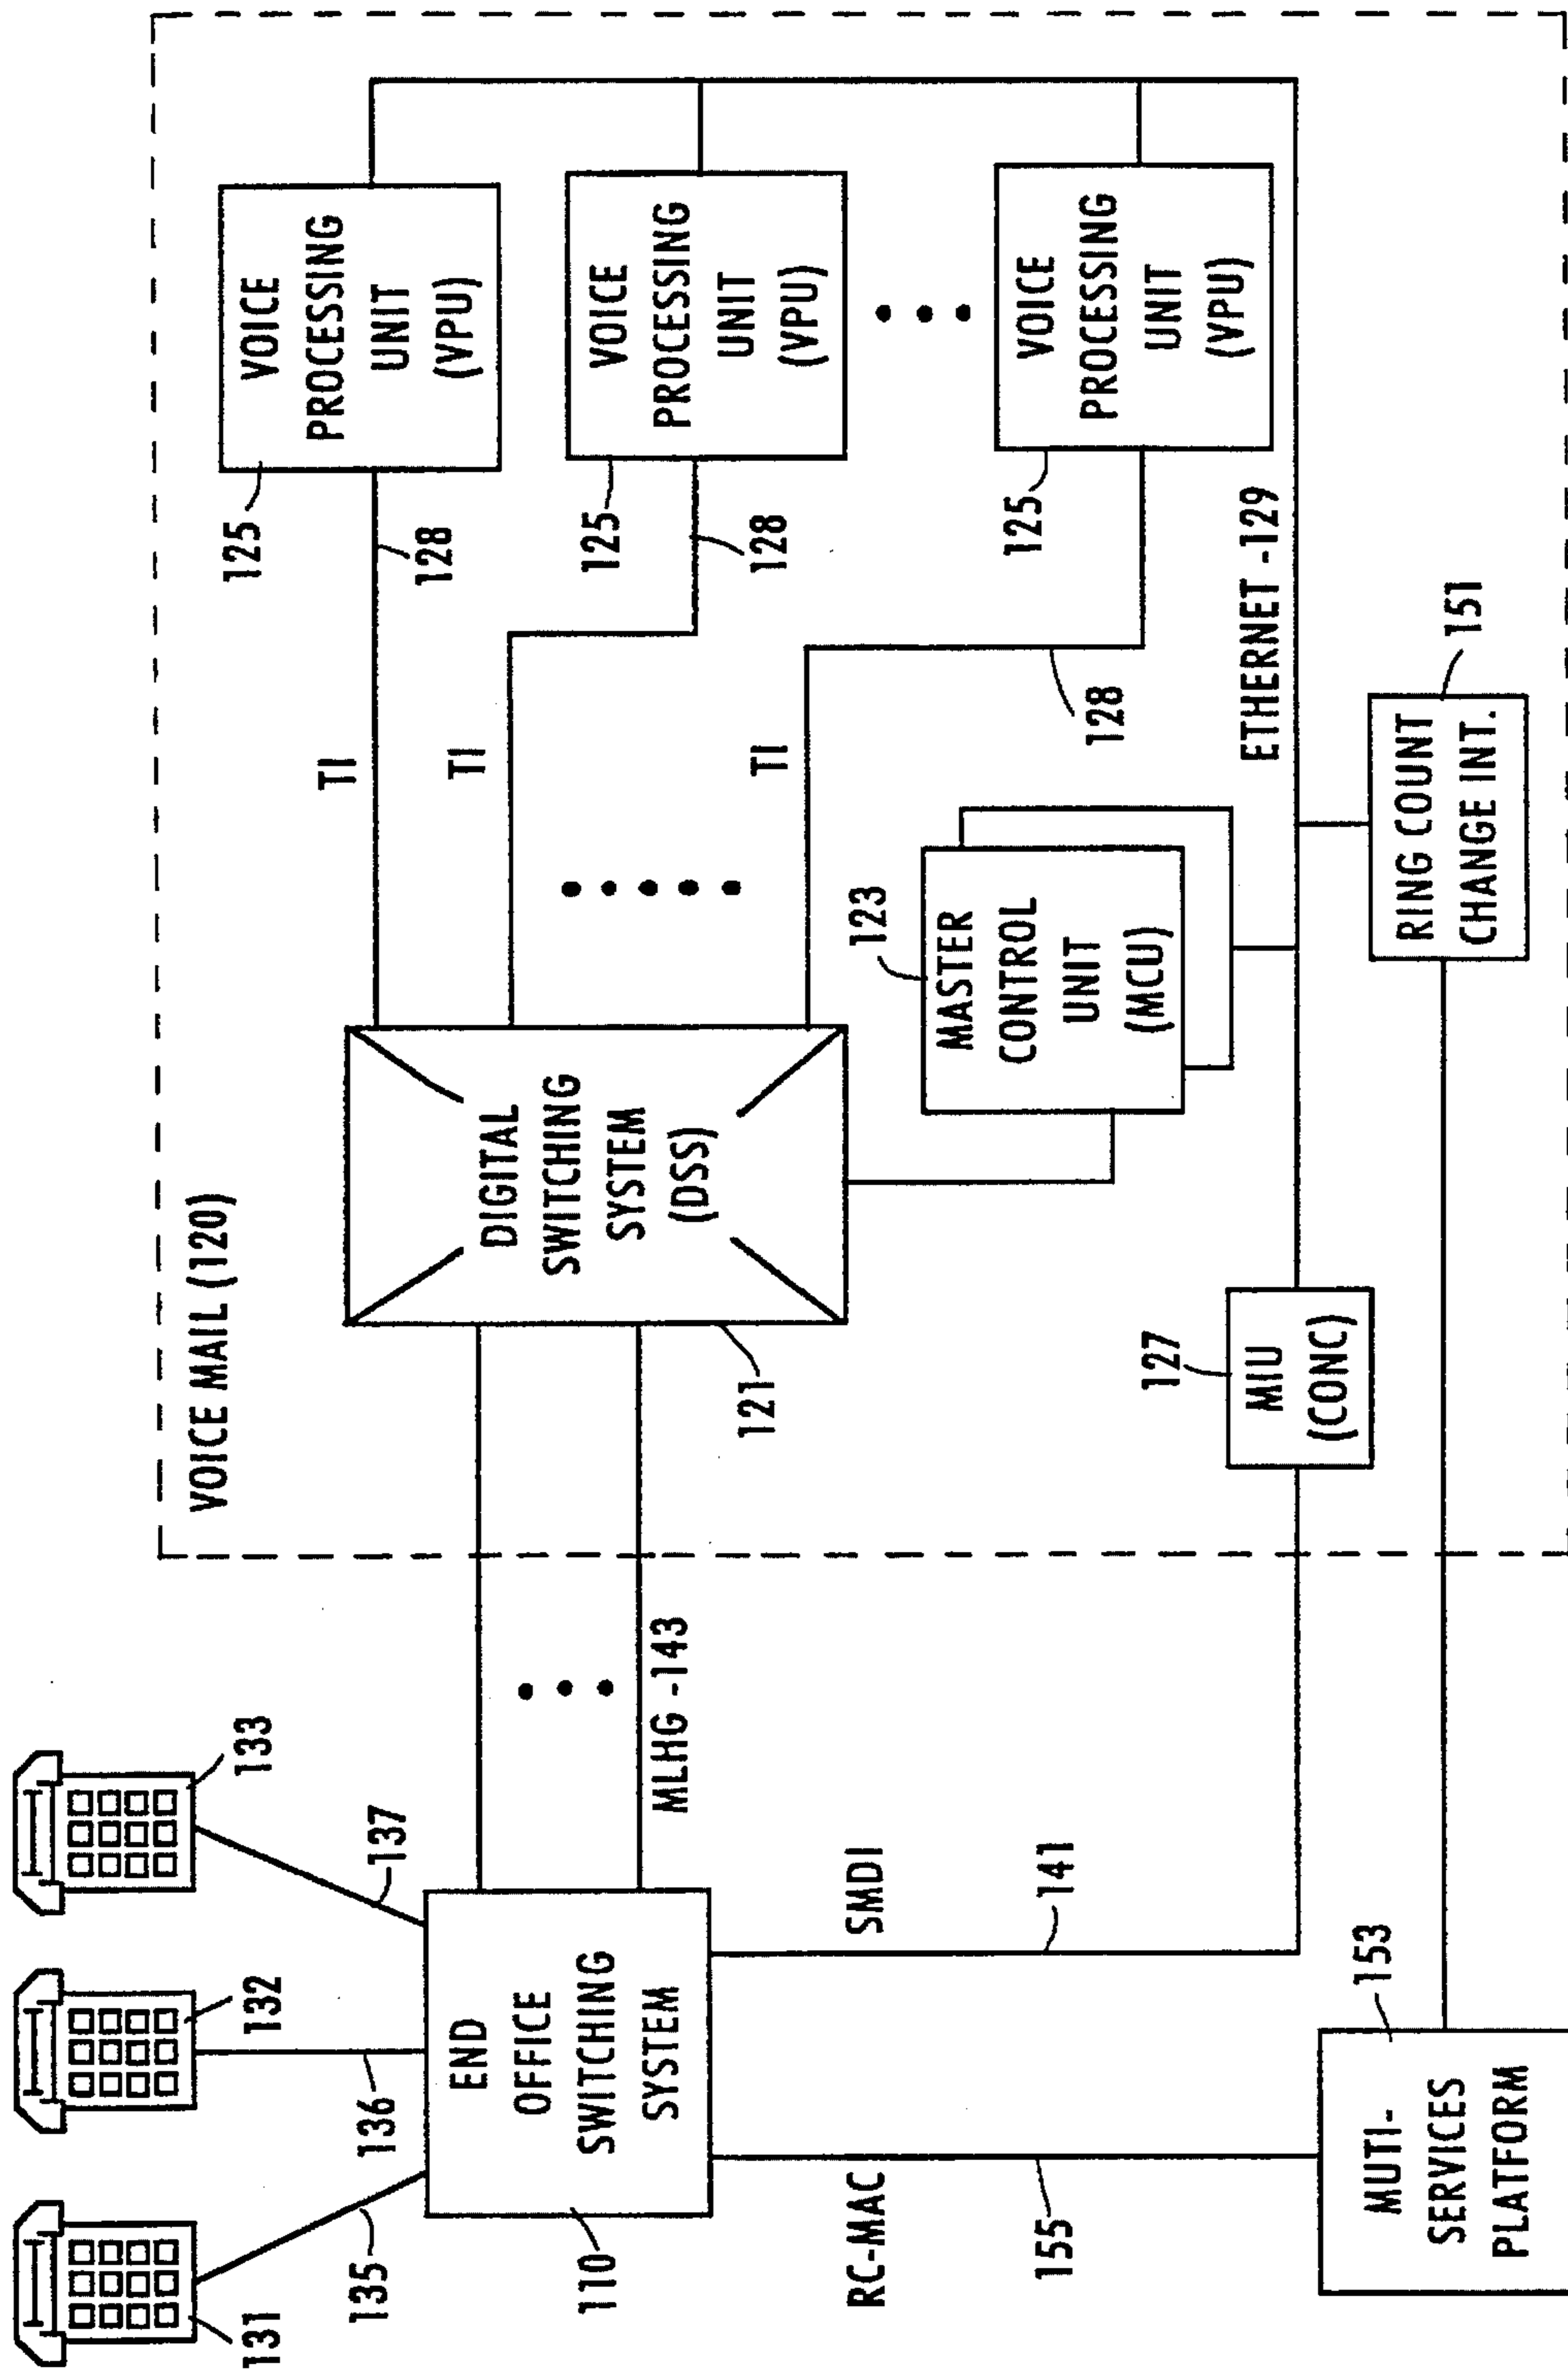 131
132
133
135
136
137
END
OFFICE
SWITCHING
SYSTEM
110
RC-MAC
155
SMDI
141
MLHG -143
MUTI-
SERVICES
PLATFORM
153
VOICE MAIL (120)
DIGITAL
SWITCHING
SYSTEM
(DSS)
121
T1
T1
T1
128
128
128
VOICE
PROCESSING
UNIT
(VPU)
125
VOICE
PROCESSING
UNIT
(VPU)
125
VOICE
PROCESSING
UNIT
(VPU)
125
MASTER
CONTROL
UNIT
(MCU)
123
MIU
(CONC)
127
ETHERNET -129
RING COUNT
CHANGE INT.
151